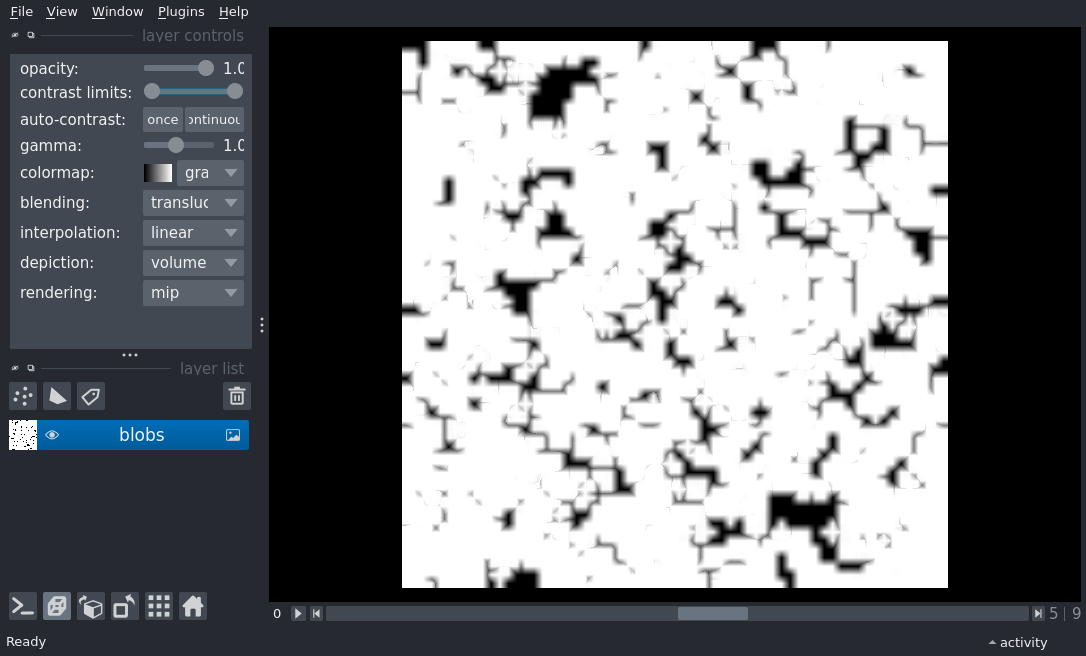 File View Window Plugins Help
layer controls
opacity: 1.0
contrast limits:
auto-contrast: once ontinuou
gamma: 1.0
colormap: gra
blending: transluc
interpolation: linear
depiction: volume
rendering: mip
layer list
blobs
0 5 | 9
Ready activity